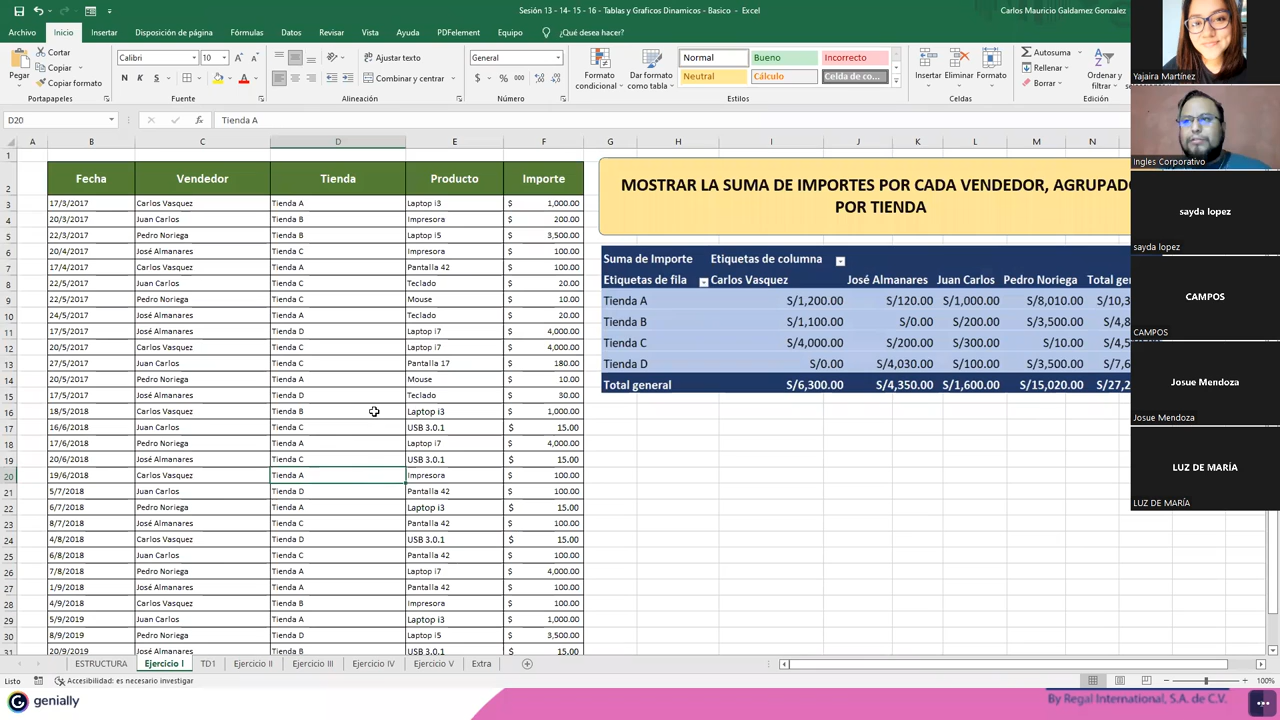 Sesión 13 - 14- 15 - 16 - Tablas y Graficos Dinamicos - Basico - Excel
Carlos Mauricio Galdamez Gonzalez
Archivo Inicio Insertar Disposición de página Fórmulas Datos Revisar Vista Ayuda PDFelement Equipo ¿Qué desea hacer?
Pegar Cortar Copiar Copiar formato
Calibri 10 N K S
Ajustar texto Combinar y centrar
General $ % 000
Formato condicional Dar formato como tabla
Normal Bueno Incorrecto
Neutral Cálculo Celda de co...
Insertar Eliminar Formato
Autosuma Rellenar Borrar Ordenar y filtrar
Portapapeles Fuente Alineación Número Estilos Celdas Edición
D20 Tienda A
A B C D E F G H I J K L M N
1
2 Fecha Vendedor Tienda Producto Importe
3 17/3/2017 Carlos Vasquez Tienda A Laptop i3 $ 1,000.00
4 20/3/2017 Juan Carlos Tienda B Impresora $ 200.00
5 22/3/2017 Pedro Noriega Tienda B Laptop i5 $ 3,500.00
6 20/4/2017 José Almanares Tienda C Impresora $ 100.00
7 17/4/2017 Carlos Vasquez Tienda A Pantalla 42 $ 100.00
8 22/5/2017 Juan Carlos Tienda C Teclado $ 20.00
9 22/5/2017 Pedro Noriega Tienda C Mouse $ 10.00
10 24/5/2017 José Almanares Tienda A Teclado $ 20.00
11 17/5/2017 José Almanares Tienda D Laptop i7 $ 4,000.00
12 20/5/2017 Carlos Vasquez Tienda C Laptop i7 $ 4,000.00
13 27/5/2017 Juan Carlos Tienda C Pantalla 17 $ 180.00
14 20/5/2017 Pedro Noriega Tienda A Mouse $ 10.00
15 17/5/2017 José Almanares Tienda D Teclado $ 30.00
16 18/5/2018 Carlos Vasquez Tienda B Laptop i3 $ 1,000.00
17 16/6/2018 Juan Carlos Tienda C USB 3.0.1 $ 15.00
18 17/6/2018 Pedro Noriega Tienda A Laptop i7 $ 4,000.00
19 20/6/2018 José Almanares Tienda C USB 3.0.1 $ 15.00
20 19/6/2018 Carlos Vasquez Tienda A Impresora $ 100.00
21 5/7/2018 Juan Carlos Tienda D Pantalla 42 $ 100.00
22 6/7/2018 Pedro Noriega Tienda A Laptop i3 $ 15.00
23 8/7/2018 José Almanares Tienda C Pantalla 42 $ 100.00
24 4/8/2018 Carlos Vasquez Tienda D USB 3.0.1 $ 15.00
25 6/8/2018 Juan Carlos Tienda C Pantalla 42 $ 100.00
26 7/8/2018 Pedro Noriega Tienda A Laptop i7 $ 4,000.00
27 1/9/2018 José Almanares Tienda A Pantalla 42 $ 100.00
28 4/9/2018 Carlos Vasquez Tienda B Impresora $ 100.00
29 5/9/2019 Juan Carlos Tienda A Laptop i3 $ 1,000.00
30 8/9/2019 Pedro Noriega Tienda D Laptop i5 $ 3,500.00
31 20/9/2019 José Almanares Tienda B USB 3.0.1 $ 15.00
MOSTRAR LA SUMA DE IMPORTES POR CADA VENDEDOR, AGRUPADO
POR TIENDA
Suma de Importe Etiquetas de columna
Etiquetas de fila Carlos Vasquez José Almanares Juan Carlos Pedro Noriega Total gen
Tienda A S/1,200.00 S/120.00 S/1,000.00 S/8,010.00 S/10,3
Tienda B S/1,100.00 S/0.00 S/200.00 S/3,500.00 S/4,8
Tienda C S/4,000.00 S/200.00 S/300.00 S/10.00 S/4,5
Tienda D S/0.00 S/4,030.00 S/100.00 S/3,500.00 S/7,6
Total general S/6,300.00 S/4,350.00 S/1,600.00 S/15,020.00 S/27,2
Yajaira Martínez
Ingles Corporativo
sayda lopez
sayda lopez
CAMPOS
CAMPOS
Josue Mendoza
Josue Mendoza
LUZ DE MARÍA
LUZ DE MARÍA
ESTRUCTURA Ejercicio I TD1 Ejercicio II Ejercicio III Ejercicio IV Ejercicio V Extra
Listo Accesibilidad: es necesario investigar 100%
genially
By Regal International, S.A. de C.V.